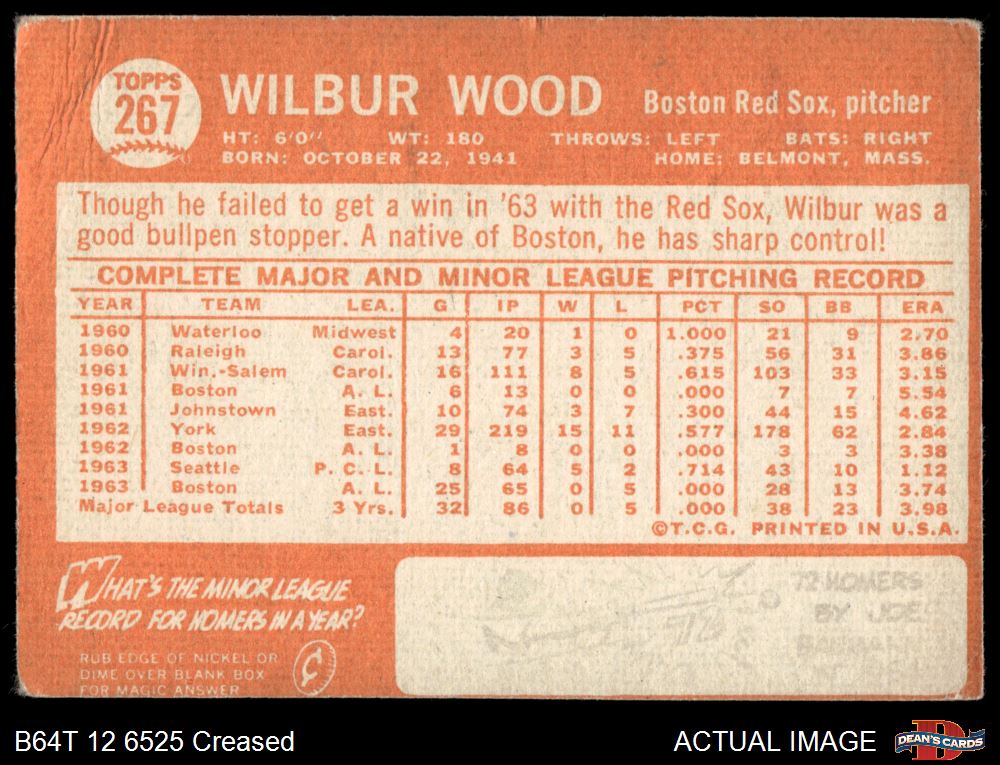 TOPPS
267
WILBUR WOOD Boston Red Sox, pitcher
HT: 6'0" WT: 180 THROWS: LEFT BATS: RIGHT
BORN: OCTOBER 22, 1941 HOME: BELMONT, MASS.
Though he failed to get a win in '63 with the Red Sox, Wilbur was a
good bullpen stopper. A native of Boston, he has sharp control!
COMPLETE MAJOR AND MINOR LEAGUE PITCHING RECORD
YEAR TEAM LEA. G IP W L PCT SO BB ERA
1960 Waterloo Midwest 4 20 1 0 1.000 21 9 2.70
1960 Raleigh Carol. 13 77 3 5 .375 56 31 3.86
1961 Win.-Salem Carol. 16 111 8 5 .615 103 33 3.15
1961 Boston A. L. 6 13 0 0 .000 7 7 5.54
1961 Johnstown East. 10 74 3 7 .300 44 15 4.62
1962 York East. 29 219 15 11 .577 178 62 2.84
1962 Boston A. L. 1 8 0 0 .000 3 3 3.38
1963 Seattle P. C. L. 8 64 5 2 .714 43 10 1.12
1963 Boston A. L. 25 65 0 5 .000 28 13 3.74
Major League Totals 3 Yrs. 32 86 0 5 .000 38 23 3.98
©T.C.G. PRINTED IN U.S.A.
WHAT'S THE MINOR LEAGUE
RECORD FOR HOMERS IN A YEAR?
RUB EDGE OF NICKEL OR
DIME OVER BLANK BOX
FOR MAGIC ANSWER
¢
72 HOMERS
BY JOE
B64T 12 6525 Creased
ACTUAL IMAGE
D
DEAN'S CARDS